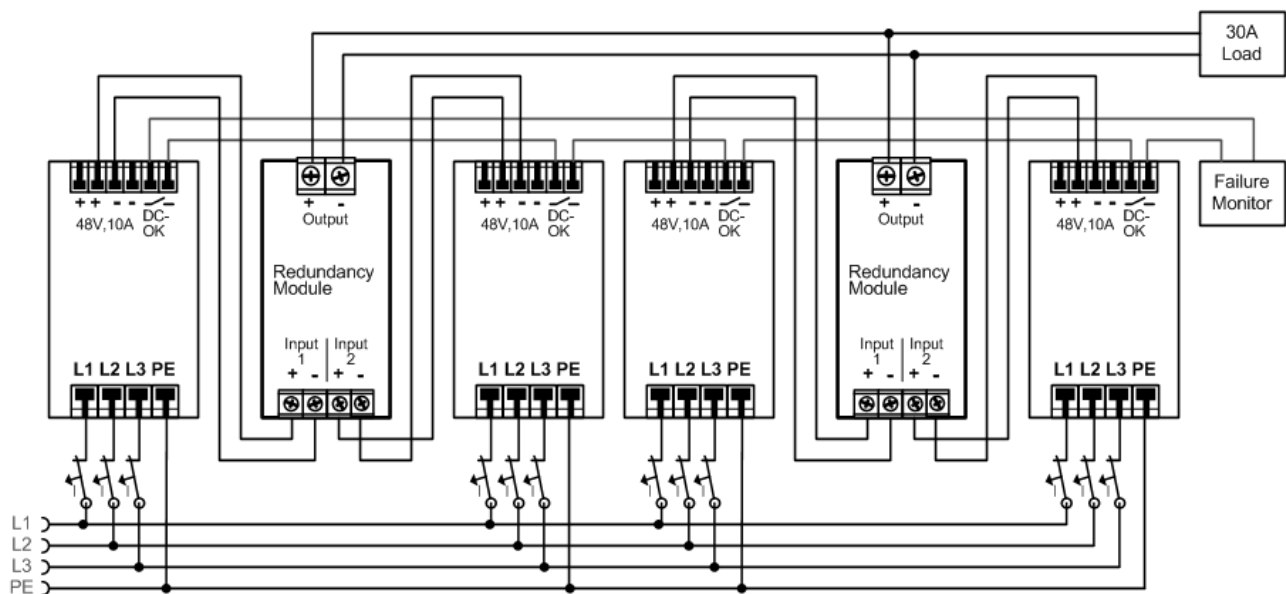 30A
Load
Failure
Monitor
+ + - -
48V,10A
DC-
OK
L1 L2 L3 PE
+ -
Output
Redundancy
Module
Input
1
Input
2
+ - + -
+ + - -
48V,10A
DC-
OK
L1 L2 L3 PE
+ + - -
48V,10A
DC-
OK
L1 L2 L3 PE
+ -
Output
Redundancy
Module
Input
1
Input
2
+ - + -
+ + - -
48V,10A
DC-
OK
L1 L2 L3 PE
L1
L2
L3
PE